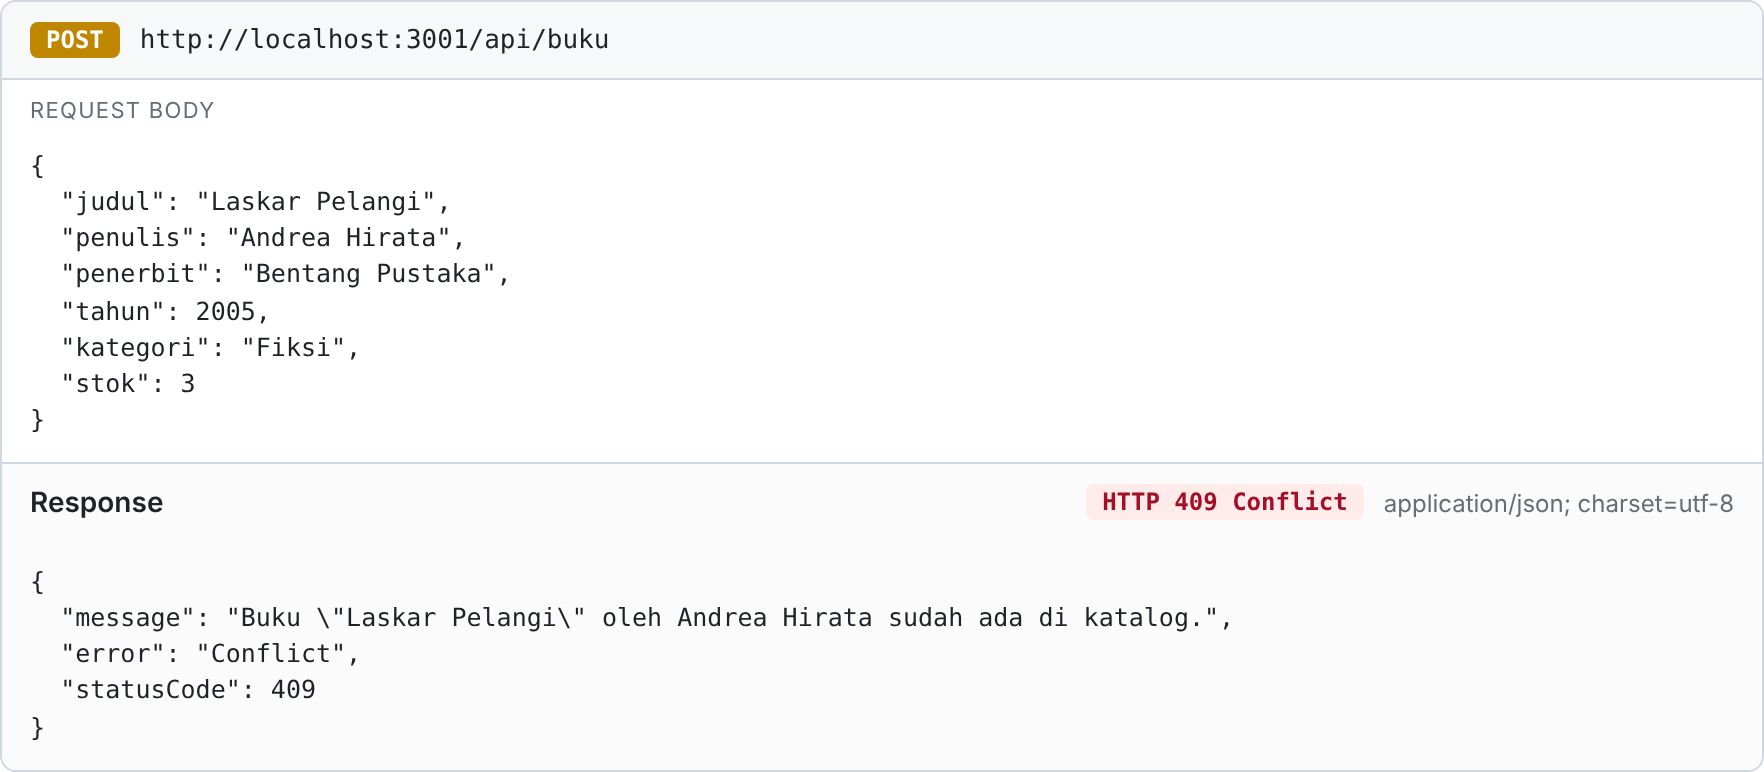 POST http://localhost:3001/api/buku
REQUEST BODY
{
  "judul": "Laskar Pelangi",
  "penulis": "Andrea Hirata",
  "penerbit": "Bentang Pustaka",
  "tahun": 2005,
  "kategori": "Fiksi",
  "stok": 3
}
Response HTTP 409 Conflict application/json; charset=utf-8
{
  "message": "Buku \"Laskar Pelangi\" oleh Andrea Hirata sudah ada di katalog.",
  "error": "Conflict",
  "statusCode": 409
}